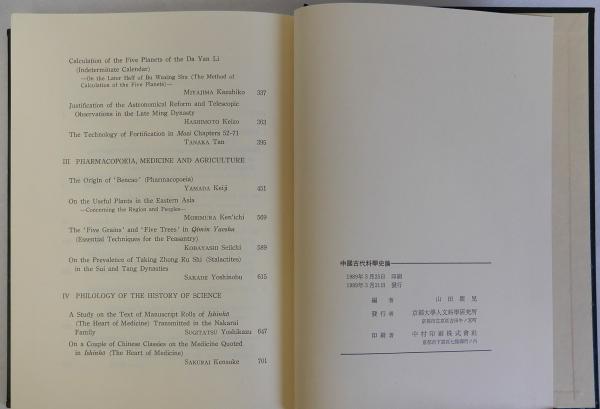 Calculation of the Five Planets of the Da Yan Li
(Indeterminate Calendar)
—On the Later Half of Bu Wuxing Shu (The Method of
Calculation of the Five Planets)—
MIYAJIMA Kazuhiko 337
Justification of the Astronomical Reform and Telescopic
Observations in the Late Ming Dynasty
HASHIMOTO Keizo 363
The Technology of Fortification in Mozi Chapters 52-71
TANAKA Tan 395
III PHARMACOPOEIA, MEDICINE AND AGRICULTURE
The Origin of 'Bencao' (Pharmacopoeia)
YAMADA Keiji 451
On the Useful Plants in the Eastern Asia
—Concerning the Region and Peoples—
MORIMURA Ken'ichi 569
The 'Five Grains' and 'Five Trees' in Qimin Yaoshu
(Essential Techniques for the Peasantry)
KOBAYASHI Seiichi 589
On the Prevalence of Taking Zhong Ru Shi (Stalactites)
in the Sui and Tang Dynasties
SAKADE Yoshinobu 615
IV PHILOLOGY OF THE HISTORY OF SCIENCE
A Study on the Text of Manuscript Rolls of Ishinhō
(The Heart of Medicine) Transmitted in the Nakarai
Family SUGITATSU Yoshikazu 647
On a Couple of Chinese Classics on the Medicine Quoted
in Ishinhō (The Heart of Medicine)
SAKURAI Kensuke 701
中國古代科學史論
1989年3月25日 印刷
1989年3月31日 發行
編者 山田慶兒
發行者 京都大學人文科學研究所
印刷者 中村印刷株式會社